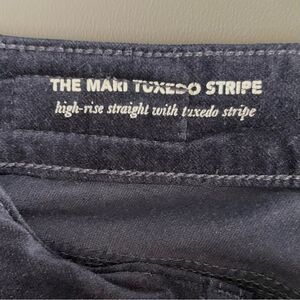 THE MARI TUXEDO STRIPE
high-rise straight with tuxedo stripe